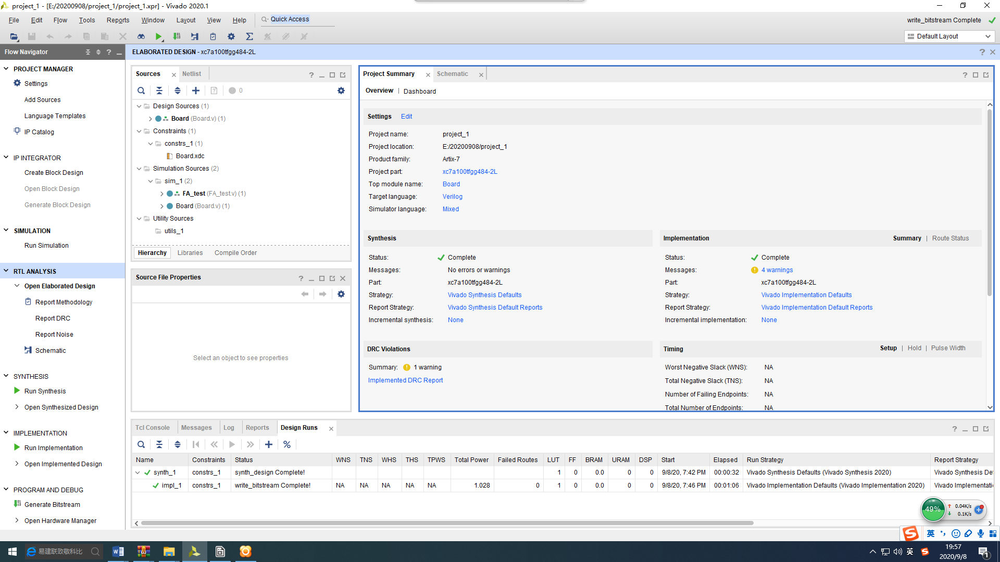 project_1 - [E:/20200908/project_1/project_1.xpr] - Vivado 2020.1
File Edit Flow Tools Reports Window Layout View Help Quick Access
write_bitstream Complete
Default Layout
Flow Navigator
ELABORATED DESIGN - xc7a100tfgg484-2L
PROJECT MANAGER
Settings
Add Sources
Language Templates
IP Catalog
IP INTEGRATOR
Create Block Design
Open Block Design
Generate Block Design
SIMULATION
Run Simulation
RTL ANALYSIS
Open Elaborated Design
Report Methodology
Report DRC
Report Noise
Schematic
SYNTHESIS
Run Synthesis
Open Synthesized Design
IMPLEMENTATION
Run Implementation
Open Implemented Design
PROGRAM AND DEBUG
Generate Bitstream
Open Hardware Manager
Sources Netlist
0
Design Sources (1)
Board (Board.v) (1)
Constraints (1)
constrs_1 (1)
Board.xdc
Simulation Sources (2)
sim_1 (2)
FA_test (FA_test.v) (1)
Board (Board.v) (1)
Utility Sources
utils_1
Hierarchy Libraries Compile Order
Source File Properties
Select an object to see properties
Project Summary Schematic
Overview | Dashboard
Settings Edit
Project name: project_1
Project location: E:/20200908/project_1
Product family: Artix-7
Project part: xc7a100tfgg484-2L
Top module name: Board
Target language: Verilog
Simulator language: Mixed
Synthesis
Status: Complete
Messages: No errors or warnings
Part: xc7a100tfgg484-2L
Strategy: Vivado Synthesis Defaults
Report Strategy: Vivado Synthesis Default Reports
Incremental synthesis: None
Implementation Summary | Route Status
Status: Complete
Messages: 4 warnings
Part: xc7a100tfgg484-2L
Strategy: Vivado Implementation Defaults
Report Strategy: Vivado Implementation Default Reports
Incremental implementation: None
DRC Violations
Summary: 1 warning
Implemented DRC Report
Timing Setup | Hold | Pulse Width
Worst Negative Slack (WNS): NA
Total Negative Slack (TNS): NA
Number of Failing Endpoints: NA
Total Number of Endpoints: NA
Tcl Console Messages Log Reports Design Runs
Name Constraints Status WNS TNS WHS THS TPWS Total Power Failed Routes LUT FF BRAM URAM DSP Start Elapsed Run Strategy Report Strategy
synth_1 constrs_1 synth_design Complete! 1 0 0.0 0 0 9/8/20, 7:42 PM 00:00:32 Vivado Synthesis Defaults (Vivado Synthesis 2020) Vivado Synthesis De
impl_1 constrs_1 write_bitstream Complete! NA NA NA NA NA 1.028 0 1 0 0.0 0 0 9/8/20, 7:46 PM 00:01:06 Vivado Implementation Defaults (Vivado Implementation 2020) Vivado Implementati
49% 0.04K/s
0.1K/s
英
易建联致敬科比
英
19:57
2020/9/8
1